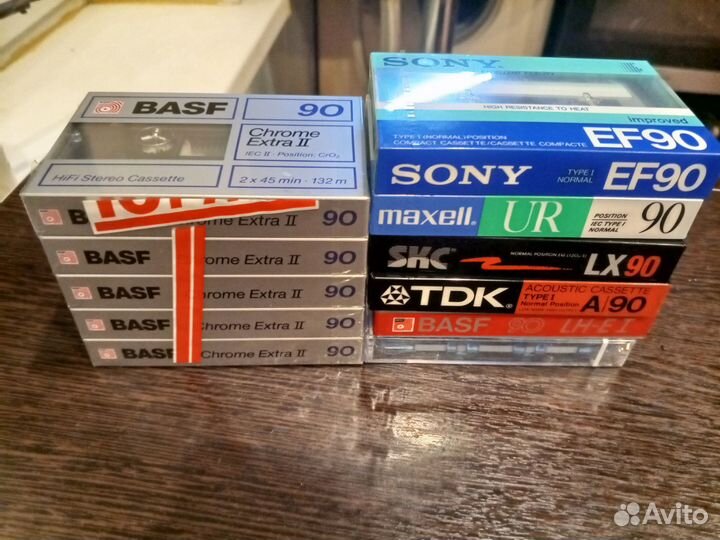 BASF 90
Chrome
Extra II
IEC II · Position: CrO₂
HiFi Stereo Cassette 2 x 45 min · 132 m
Extra II 90
BASF Chrome Extra II 90
BASF Chrome Extra II 90
BASF Chrome Extra II 90
BASF Chrome Extra II 90
SONY
HIGH RESISTANCE TO HEAT
improved
TYPE I (NORMAL) POSITION
COMPACT CASSETTE/CASSETTE COMPACTE
EF90
SONY TYPE I NORMAL EF90
maxell UR POSITION IEC TYPE I NORMAL 90
SKC LX90
TDK ACOUSTIC CASSETTE
TYPE I
Normal Position A/90
BASF 90 LH-E I
Avito